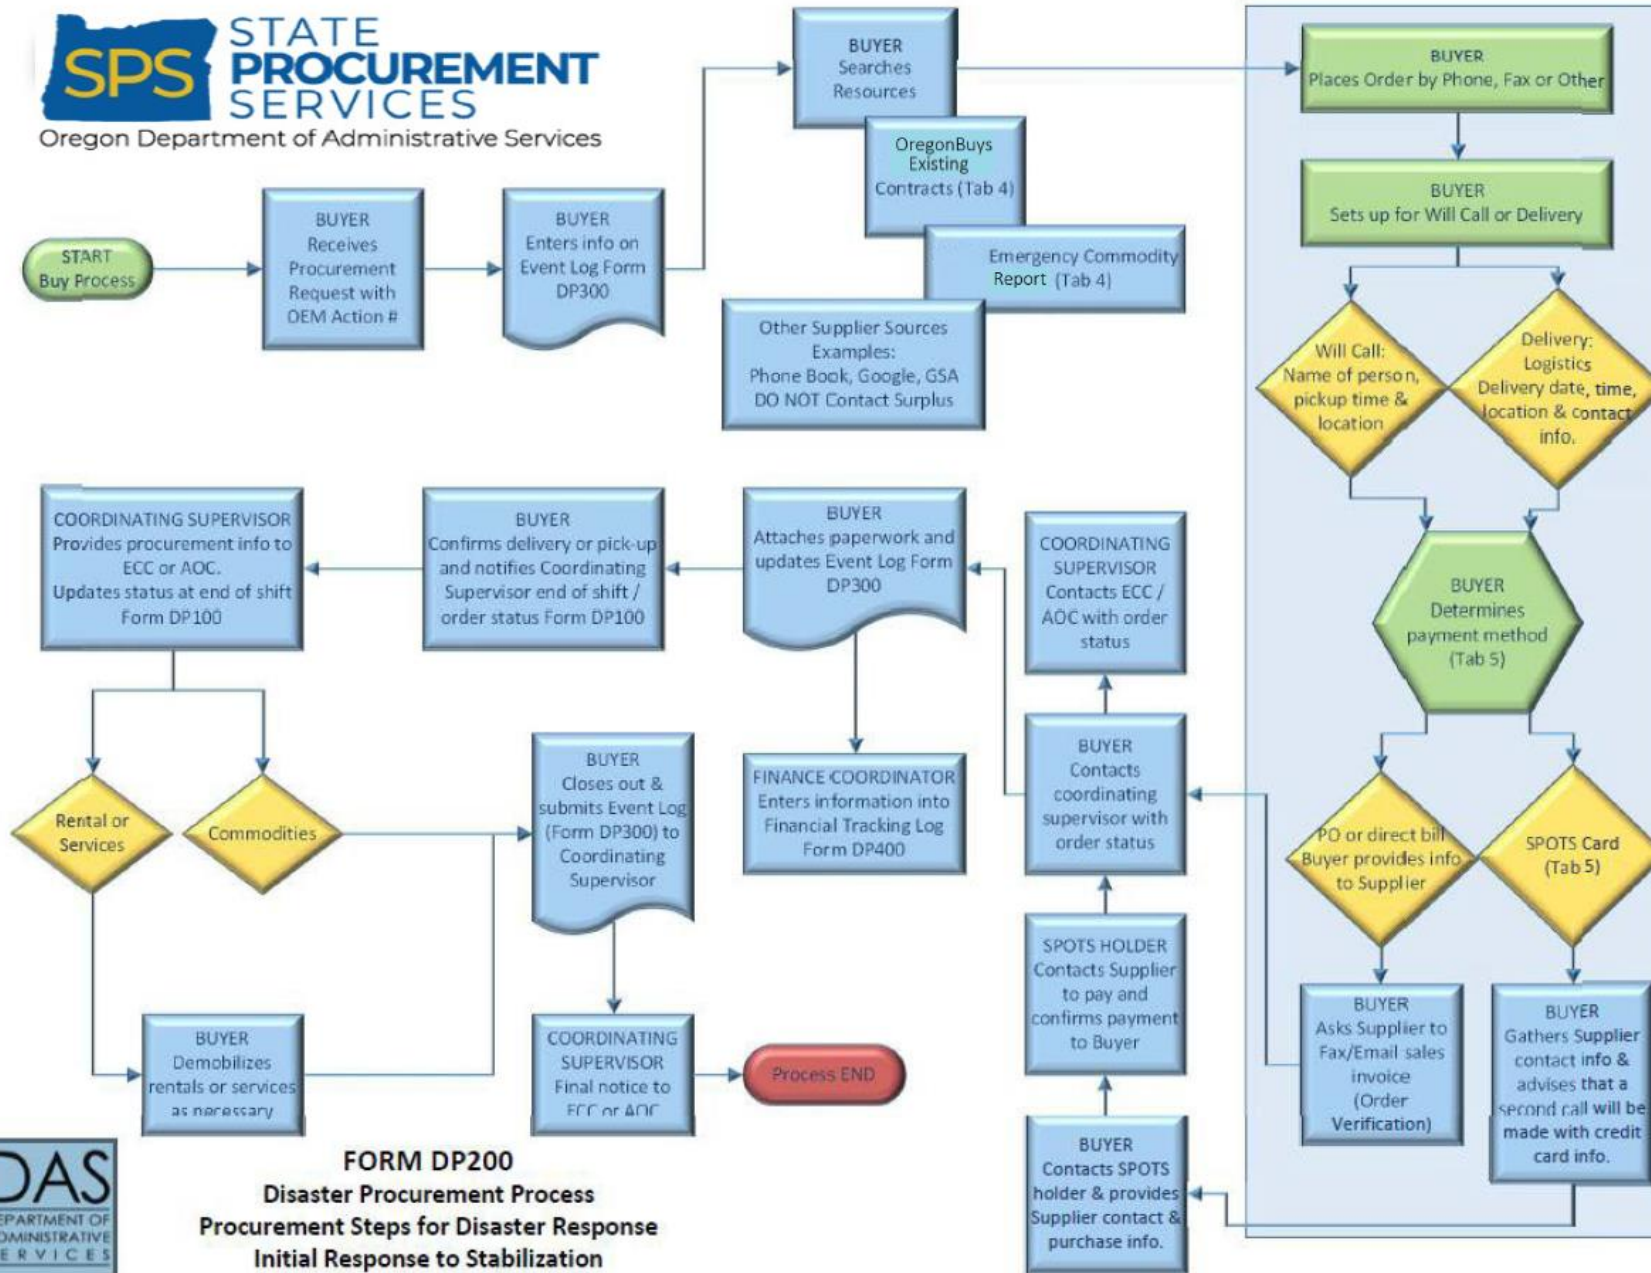 SPS
STATE
PROCUREMENT
SERVICES
Oregon Department of Administrative Services
START
Buy Process
BUYER
Receives
Procurement
Request with
OEM Action #
BUYER
Enters info on
Event Log Form
DP300
BUYER
Searches
Resources
OregonBuys
Existing
Contracts (Tab 4)
Emergency Commodity
Report (Tab 4)
Other Supplier Sources
Examples:
Phone Book, Google, GSA
DO NOT Contact Surplus
BUYER
Places Order by Phone, Fax or Other
BUYER
Sets up for Will Call or Delivery
Will Call:
Name of person,
pickup time &
location
Delivery:
Logistics
Delivery date, time,
location & contact
info.
BUYER
Determines
payment method
(Tab 5)
PO or direct bill
Buyer provides info
to Supplier
SPOTS Card
(Tab 5)
BUYER
Asks Supplier to
Fax/Email sales
invoice
(Order
Verification)
BUYER
Gathers Supplier
contact info &
advises that a
second call will be
made with credit
card info.
BUYER
Contacts SPOTS
holder & provides
Supplier contact &
purchase info.
SPOTS HOLDER
Contacts Supplier
to pay and
confirms payment
to Buyer
BUYER
Contacts
coordinating
supervisor with
order status
COORDINATING
SUPERVISOR
Contacts ECC /
AOC with order
status
BUYER
Attaches paperwork and
updates Event Log Form
DP300
FINANCE COORDINATOR
Enters information into
Financial Tracking Log
Form DP400
BUYER
Confirms delivery or pick-up
and notifies Coordinating
Supervisor end of shift /
order status Form DP100
COORDINATING SUPERVISOR
Provides procurement info to
ECC or AOC.
Updates status at end of shift
Form DP100
Rental or
Services
Commodities
BUYER
Demobilizes
rentals or services
as necessary
BUYER
Closes out &
submits Event Log
(Form DP300) to
Coordinating
Supervisor
COORDINATING
SUPERVISOR
Final notice to
ECC or AOC
Process END
DAS
DEPARTMENT OF
ADMINISTRATIVE
SERVICES
FORM DP200
Disaster Procurement Process
Procurement Steps for Disaster Response
Initial Response to Stabilization